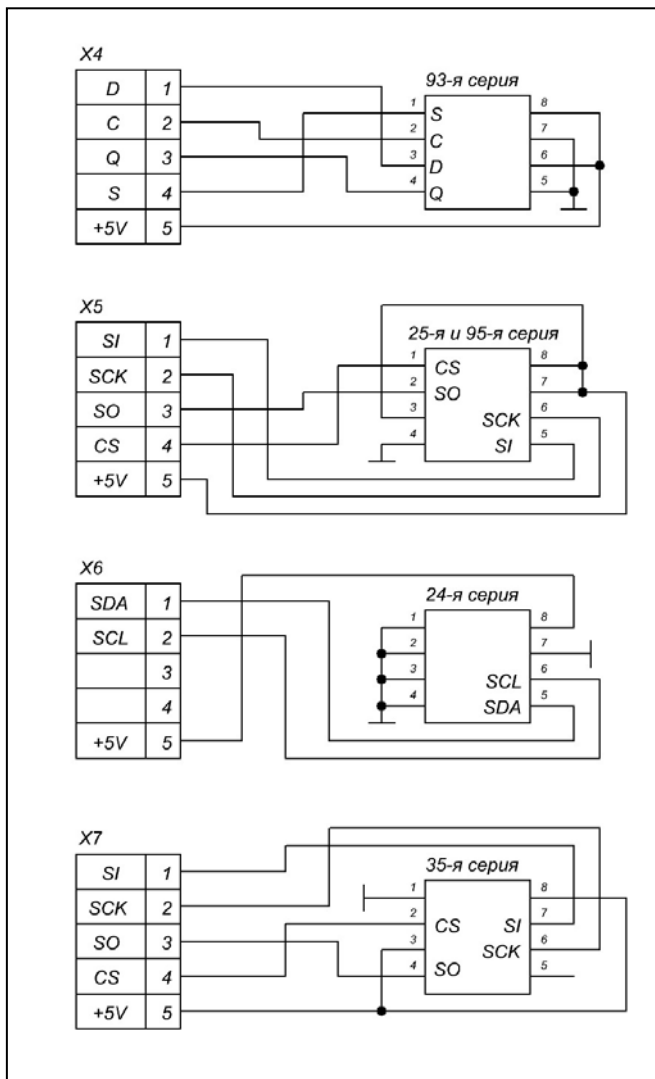 X4
D 1
C 2
Q 3
S 4
+5V 5
93-я серия
1 S 8
2 C 7
3 D 6
4 Q 5
X5
SI 1
SCK 2
SO 3
CS 4
+5V 5
25-я и 95-я серия
1 CS 8
2 SO 7
3 SCK 6
4 SI 5
X6
SDA 1
SCL 2
3
4
+5V 5
24-я серия
1 8
2 7
3 SCL 6
4 SDA 5
X7
SI 1
SCK 2
SO 3
CS 4
+5V 5
35-я серия
1 8
2 CS SI 7
3 SCK 6
4 SO 5